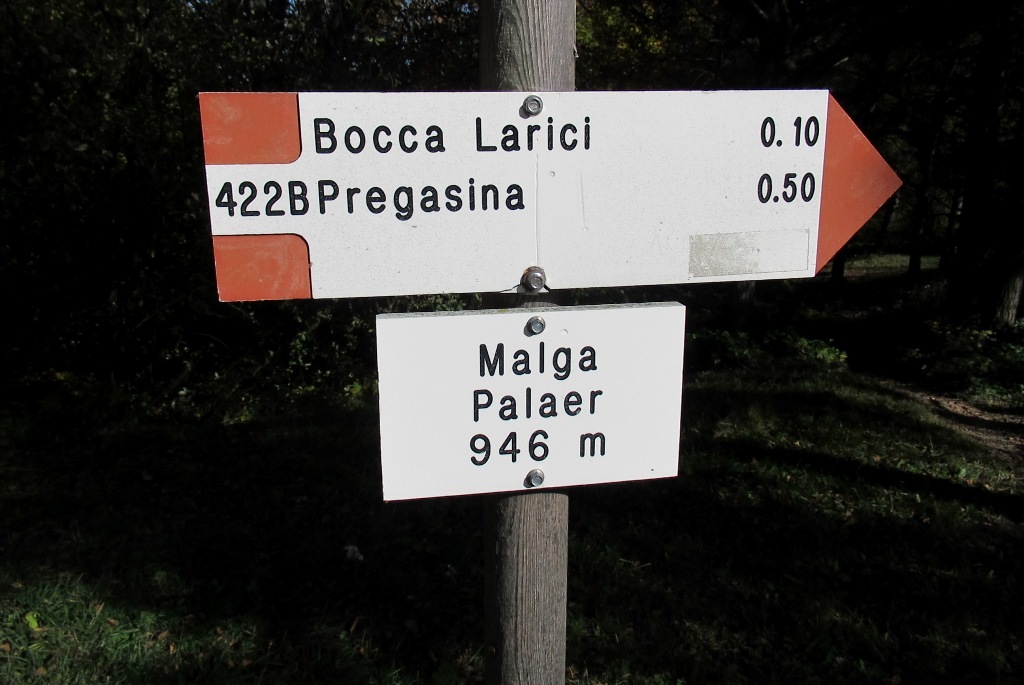 Bocca Larici 0.10
422B Pregasina 0.50
Malga
Palaer
946 m